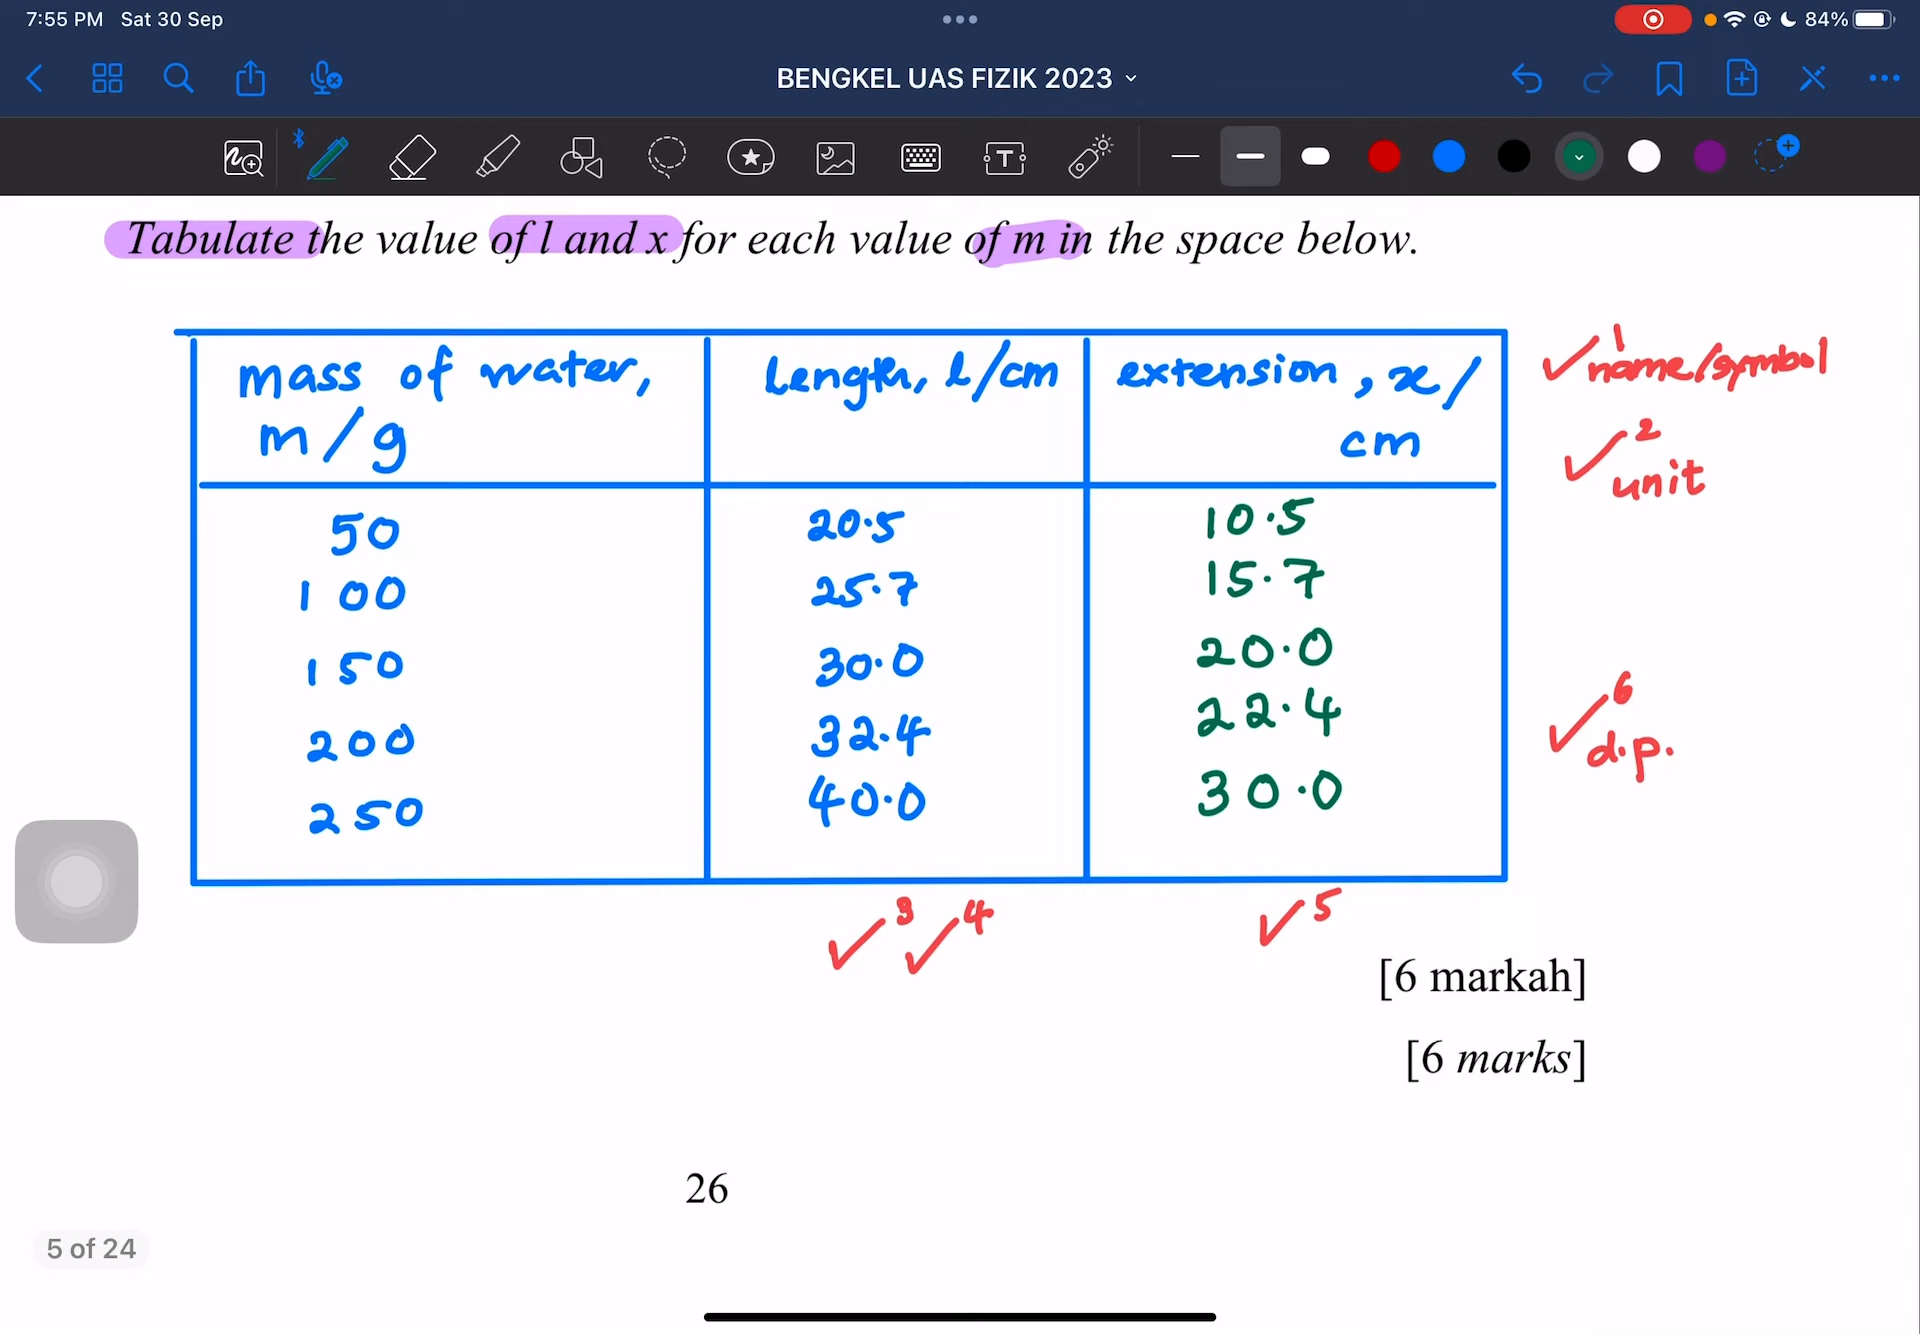 7:55 PM Sat 30 Sep
84%
BENGKEL UAS FIZIK 2023
Tabulate the value of l and x for each value of m in the space below.
mass of water, m/g
length, l/cm
extension, x/cm
50 20.5 10.5
100 25.7 15.7
150 30.0 20.0
200 32.4 22.4
250 40.0 30.0
✓1 name/symbol
✓2 unit
✓6 d.p.
✓3 ✓4 ✓5
[6 markah]
[6 marks]
26
5 of 24